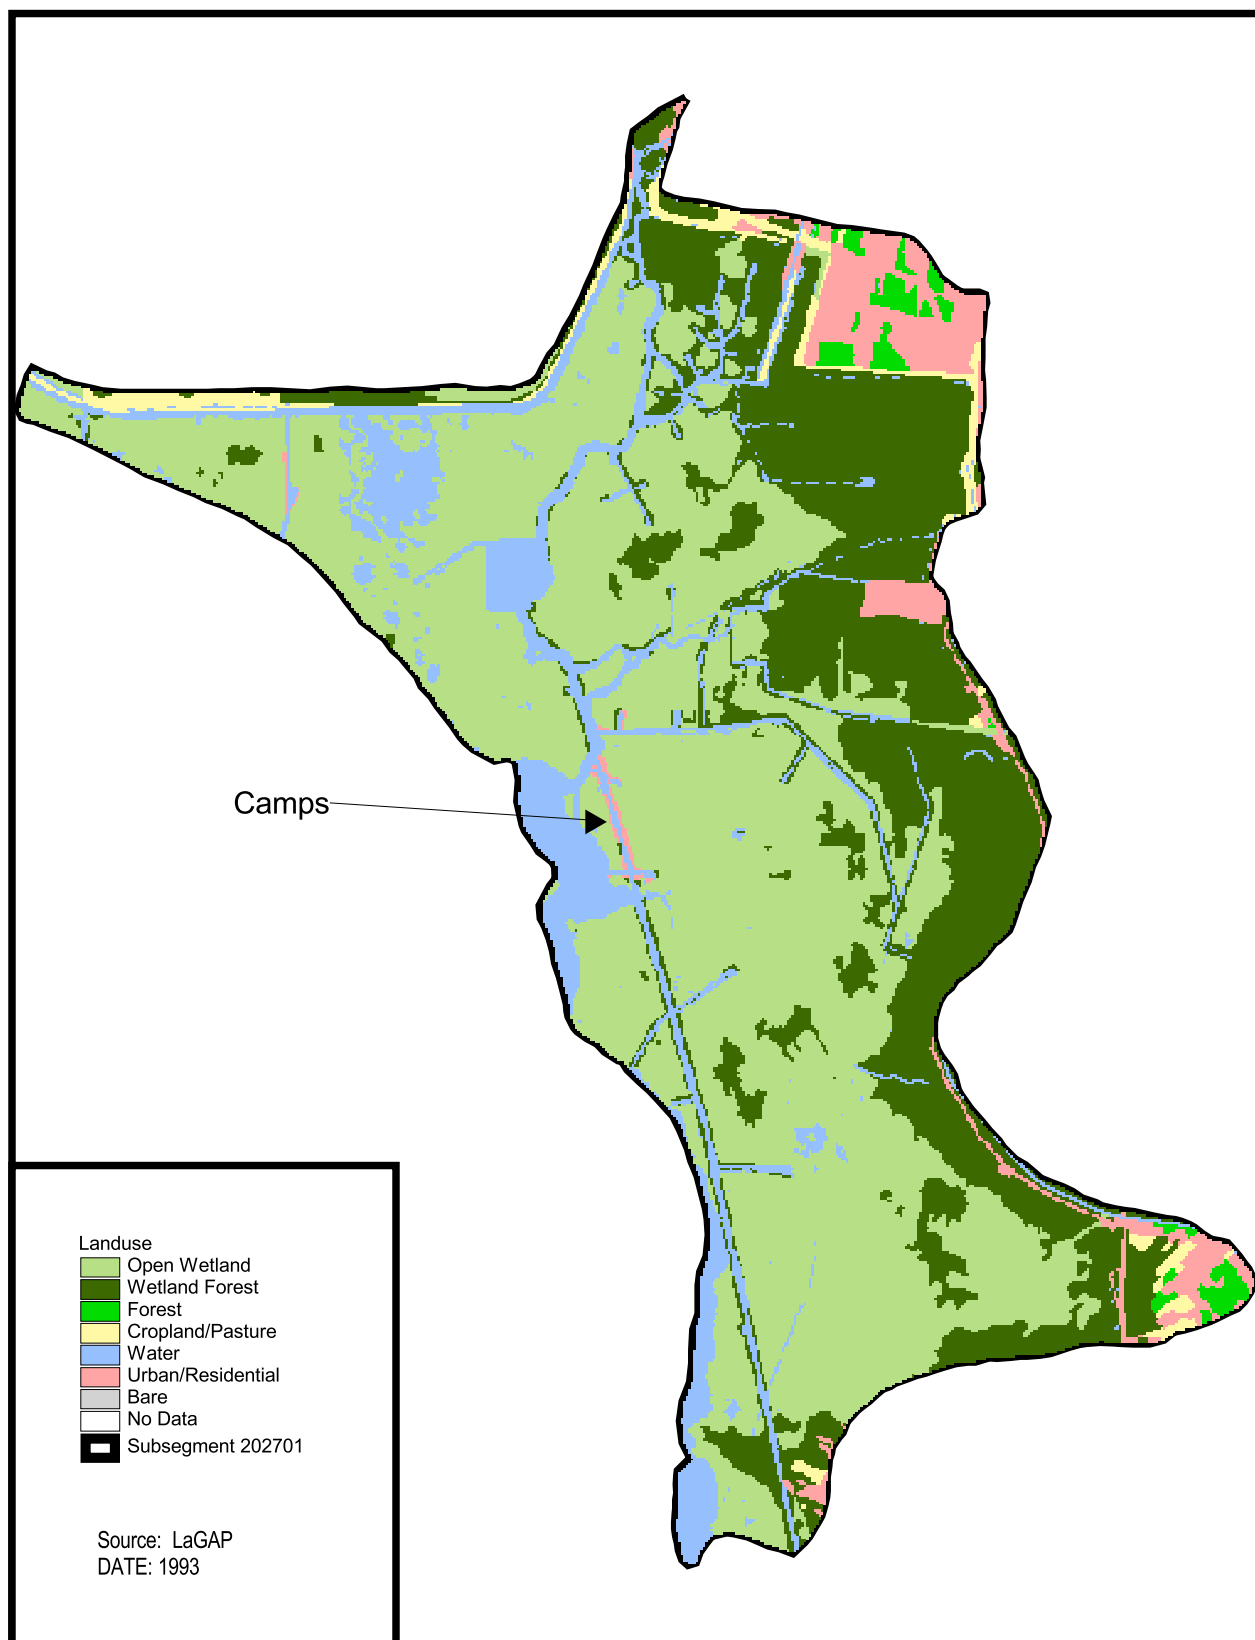 Camps
Landuse
Open Wetland
Wetland Forest
Forest
Cropland/Pasture
Water
Urban/Residential
Bare
No Data
Subsegment 202701
Source: LaGAP
DATE: 1993